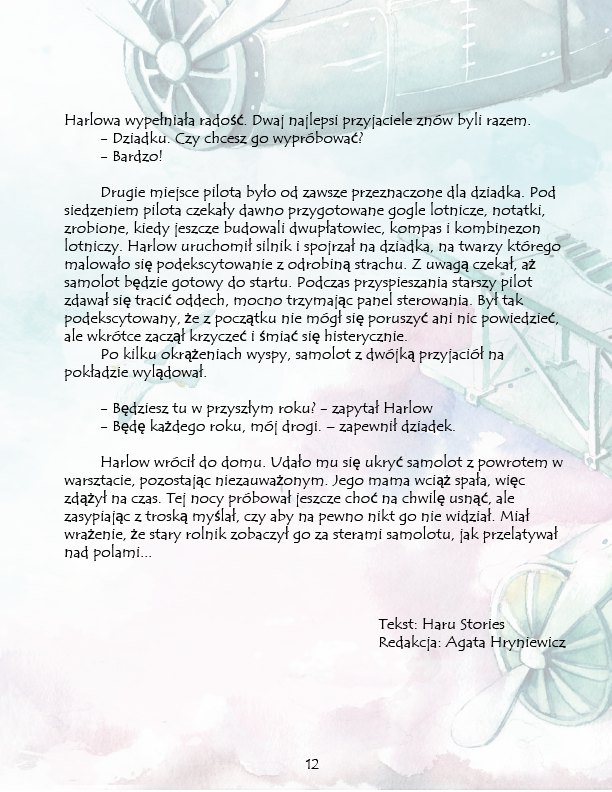 Harlowa wypełniała radość. Dwaj najlepsi przyjaciele znów byli razem.
– Dziadku. Czy chcesz go wypróbować?
– Bardzo!
Drugie miejsce pilota było od zawsze przeznaczone dla dziadka. Pod
siedzeniem pilota czekały dawno przygotowane gogle lotnicze, notatki,
zrobione, kiedy jeszcze budowali dwupłatowiec, kompas i kombinezon
lotniczy. Harlow uruchomił silnik i spojrzał na dziadka, na twarzy którego
malowało się podekscytowanie z odrobiną strachu. Z uwagą czekał, aż
samolot będzie gotowy do startu. Podczas przyspieszania starszy pilot
zdawał się tracić oddech, mocno trzymając panel sterowania. Był tak
podekscytowany, że z początku nie mógł się poruszyć ani nic powiedzieć,
ale wkrótce zaczął krzyczeć i śmiać się histerycznie.
Po kilku okrążeniach wyspy, samolot z dwójką przyjaciół na
pokładzie wylądował.
– Będziesz tu w przyszłym roku? – zapytał Harlow
– Będę każdego roku, mój drogi. – zapewnił dziadek.
Harlow wrócił do domu. Udało mu się ukryć samolot z powrotem w
warsztacie, pozostając niezauważonym. Jego mama wciąż spała, więc
zdążył na czas. Tej nocy próbował jeszcze choć na chwilę usnąć, ale
zasypiając z troską myślał, czy aby na pewno nikt go nie widział. Miał
wrażenie, że stary rolnik zobaczył go za sterami samolotu, jak przelatywał
nad polami...
Tekst: Haru Stories
Redakcja: Agata Hryniewicz
12